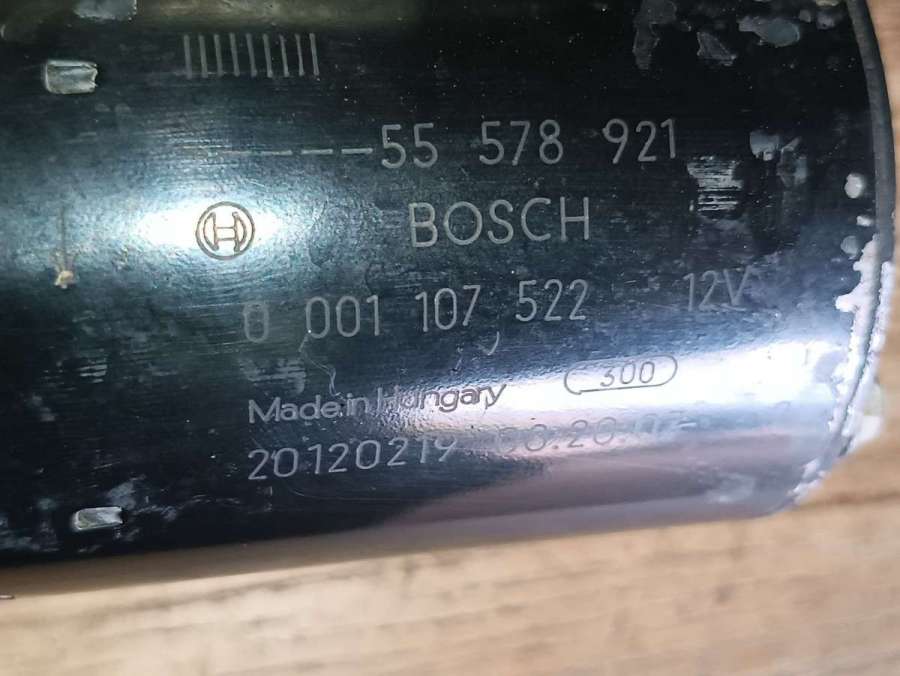 ----55 578 921
BOSCH
0 001 107 522 12V
Made in Hungary 300
20120219